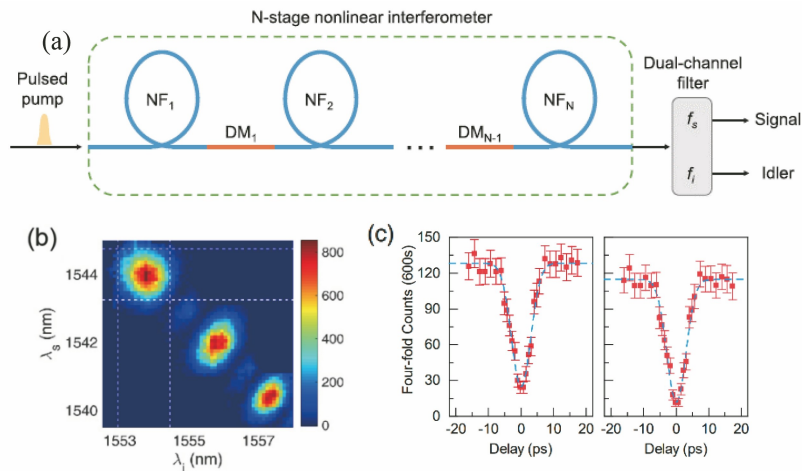 N-stage nonlinear interferometer
(a)
Pulsed
pump
NF1
DM1
NF2
...
DMN-1
NFN
Dual-channel
filter
fs
fi
Signal
Idler
(b)
λs (nm)
1544
1542
1540
1553 1555 1557
λi (nm)
800
600
400
200
0
(c)
Four-fold Counts (600s)
150
120
90
60
30
0
-20 -10 0 10 20
Delay (ps)
-20 -10 0 10 20
Delay (ps)